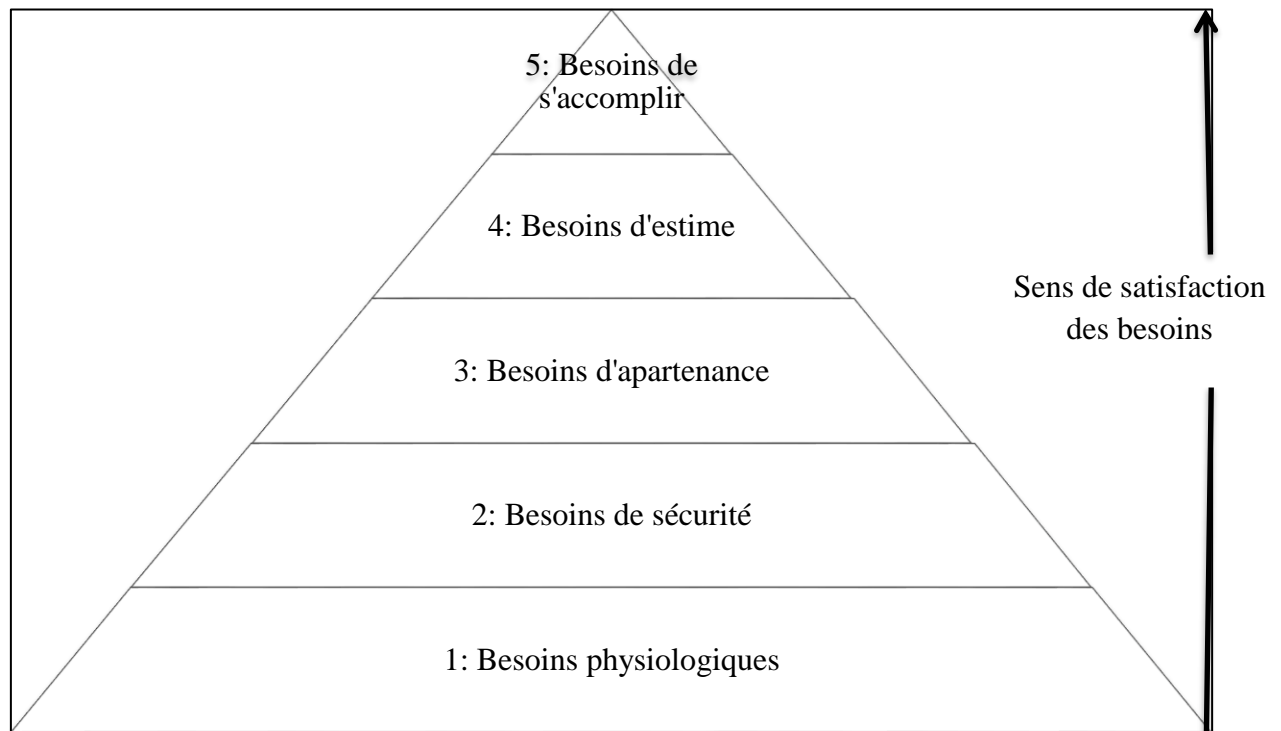 5: Besoins de
s'accomplir
4: Besoins d'estime
Sens de satisfaction
des besoins
3: Besoins d'apartenance
2: Besoins de sécurité
1: Besoins physiologiques